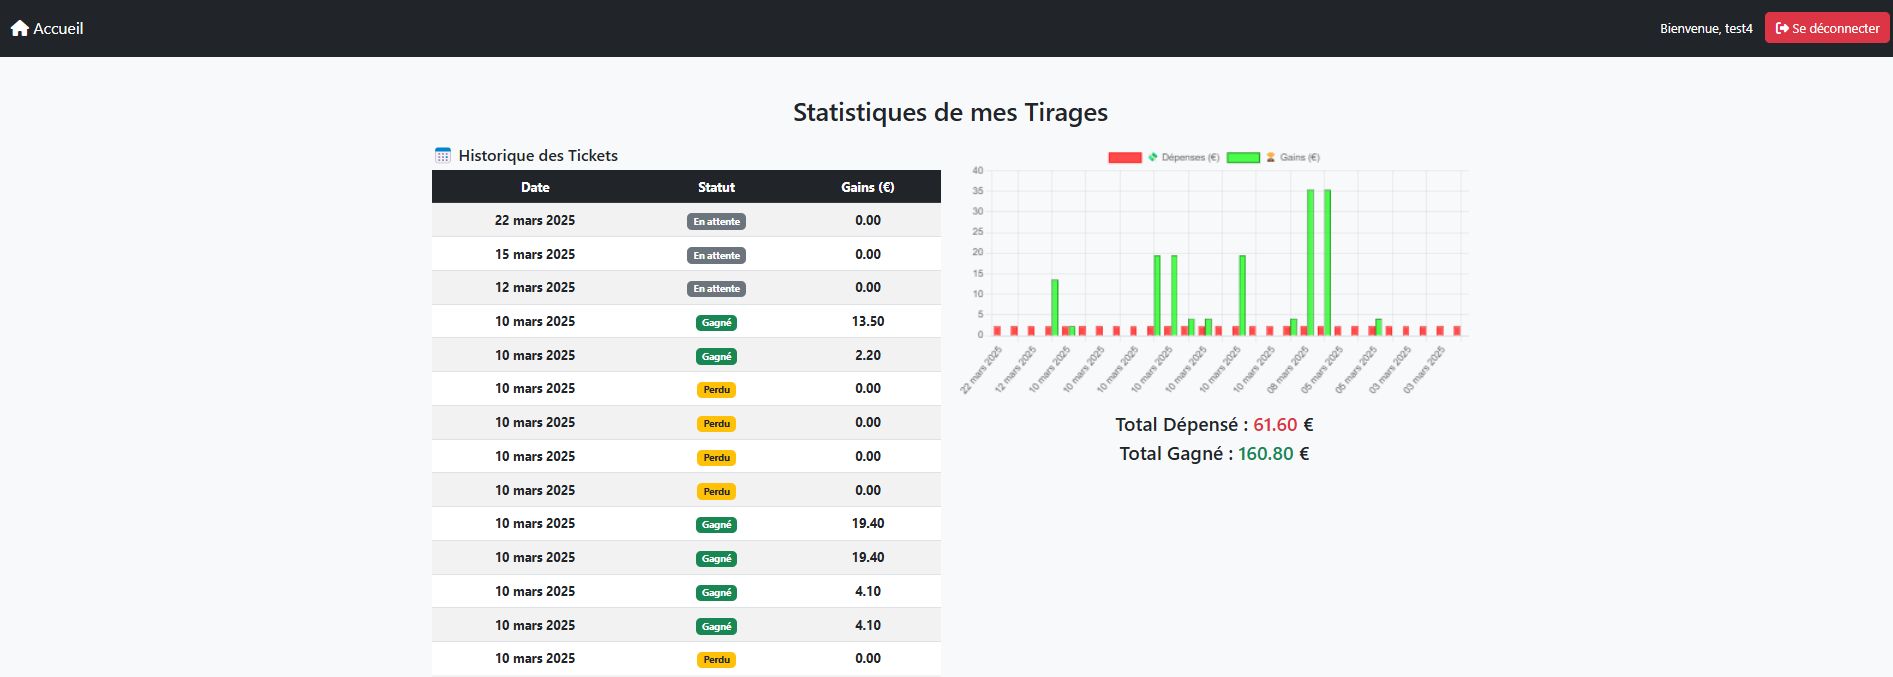 Accueil
Bienvenue, test4
Se déconnecter
Statistiques de mes Tirages
Historique des Tickets
Date Statut Gains (€)
22 mars 2025 En attente 0.00
15 mars 2025 En attente 0.00
12 mars 2025 En attente 0.00
10 mars 2025 Gagné 13.50
10 mars 2025 Gagné 2.20
10 mars 2025 Perdu 0.00
10 mars 2025 Perdu 0.00
10 mars 2025 Perdu 0.00
10 mars 2025 Perdu 0.00
10 mars 2025 Gagné 19.40
10 mars 2025 Gagné 19.40
10 mars 2025 Gagné 4.10
10 mars 2025 Gagné 4.10
10 mars 2025 Perdu 0.00
Dépenses (€) Gains (€)
40
35
30
25
20
15
10
5
0
22 mars 2025
12 mars 2025
10 mars 2025
10 mars 2025
10 mars 2025
10 mars 2025
10 mars 2025
10 mars 2025
10 mars 2025
08 mars 2025
05 mars 2025
05 mars 2025
03 mars 2025
03 mars 2025
Total Dépensé : 61.60 €
Total Gagné : 160.80 €